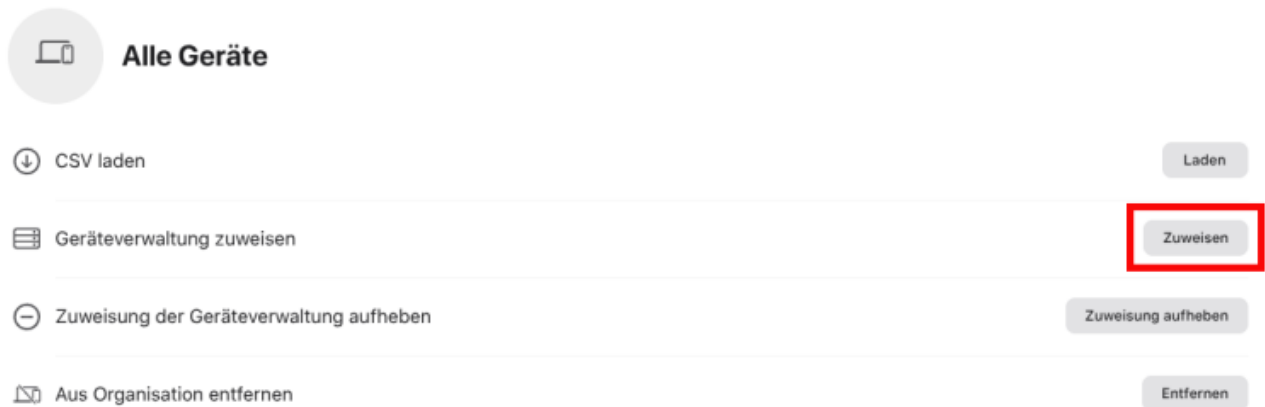 Alle Geräte
CSV laden
Laden
Geräteverwaltung zuweisen
Zuweisen
Zuweisung der Geräteverwaltung aufheben
Zuweisung aufheben
Aus Organisation entfernen
Entfernen